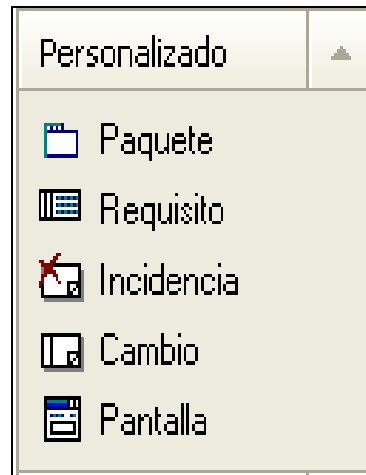 Personalizado
Paquete
Requisito
Incidencia
Cambio
Pantalla